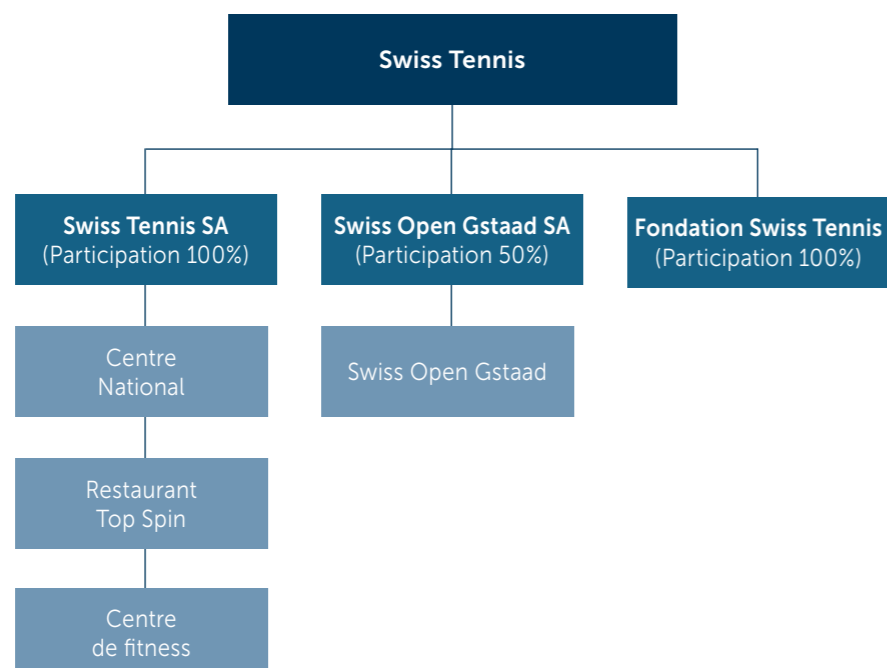 Swiss Tennis
Swiss Tennis SA
(Participation 100%)
Swiss Open Gstaad SA
(Participation 50%)
Fondation Swiss Tennis
(Participation 100%)
Centre
National
Swiss Open Gstaad
Restaurant
Top Spin
Centre
de fitness